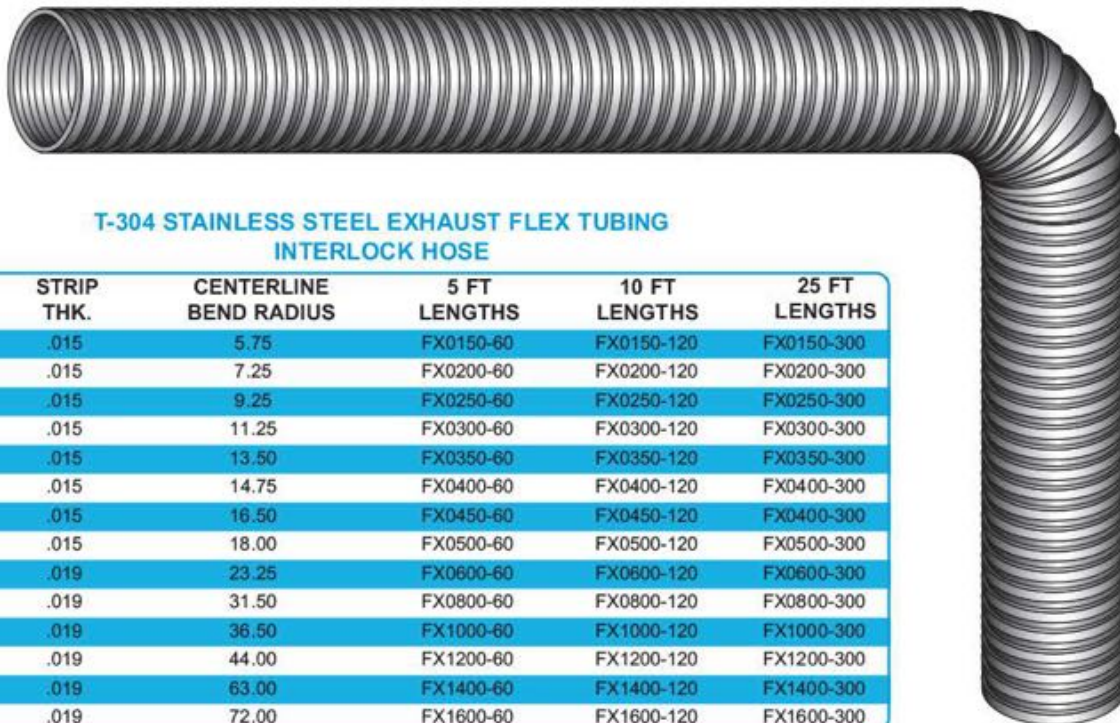 T-304 STAINLESS STEEL EXHAUST FLEX TUBING
INTERLOCK HOSE
STRIP THK. CENTERLINE BEND RADIUS 5 FT LENGTHS 10 FT LENGTHS 25 FT LENGTHS
.015 5.75 FX0150-60 FX0150-120 FX0150-300
.015 7.25 FX0200-60 FX0200-120 FX0200-300
.015 9.25 FX0250-60 FX0250-120 FX0250-300
.015 11.25 FX0300-60 FX0300-120 FX0300-300
.015 13.50 FX0350-60 FX0350-120 FX0350-300
.015 14.75 FX0400-60 FX0400-120 FX0400-300
.015 16.50 FX0450-60 FX0450-120 FX0400-300
.015 18.00 FX0500-60 FX0500-120 FX0500-300
.019 23.25 FX0600-60 FX0600-120 FX0600-300
.019 31.50 FX0800-60 FX0800-120 FX0800-300
.019 36.50 FX1000-60 FX1000-120 FX1000-300
.019 44.00 FX1200-60 FX1200-120 FX1200-300
.019 63.00 FX1400-60 FX1400-120 FX1400-300
.019 72.00 FX1600-60 FX1600-120 FX1600-300